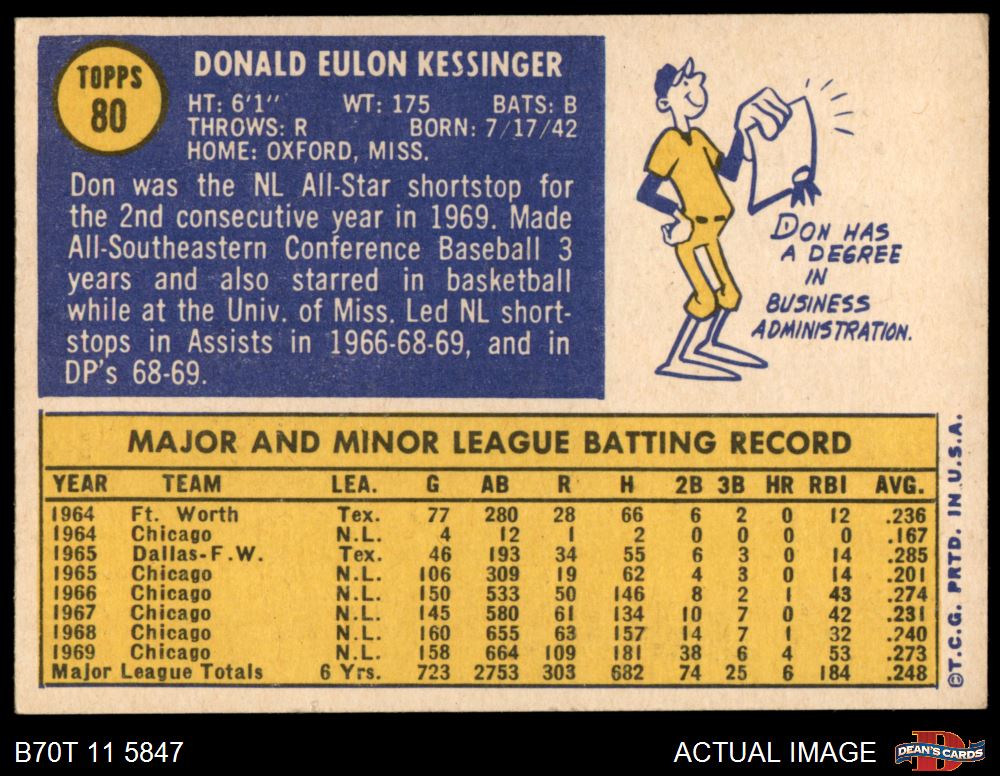 TOPPS
80
DONALD EULON KESSINGER
HT: 6'1" WT: 175 BATS: B
THROWS: R BORN: 7/17/42
HOME: OXFORD, MISS.
Don was the NL All-Star shortstop for
the 2nd consecutive year in 1969. Made
All-Southeastern Conference Baseball 3
years and also starred in basketball
while at the Univ. of Miss. Led NL short-
stops in Assists in 1966-68-69, and in
DP's 68-69.
DON HAS
A DEGREE
IN
BUSINESS
ADMINISTRATION.
MAJOR AND MINOR LEAGUE BATTING RECORD
YEAR TEAM LEA. G AB R H 2B 3B HR RBI AVG.
1964 Ft. Worth Tex. 77 280 28 66 6 2 0 12 .236
1964 Chicago N.L. 4 12 1 2 0 0 0 0 .167
1965 Dallas-F.W. Tex. 46 193 34 55 6 3 0 14 .285
1965 Chicago N.L. 106 309 19 62 4 3 0 14 .201
1966 Chicago N.L. 150 533 50 146 8 2 1 43 .274
1967 Chicago N.L. 145 580 61 134 10 7 0 42 .231
1968 Chicago N.L. 160 655 63 157 14 7 1 32 .240
1969 Chicago N.L. 158 664 109 181 38 6 4 53 .273
Major League Totals 6 Yrs. 723 2753 303 682 74 25 6 184 .248
©T.C.G. PRTD. IN U.S.A.
B70T 11 5847
ACTUAL IMAGE
DEAN'S CARDS